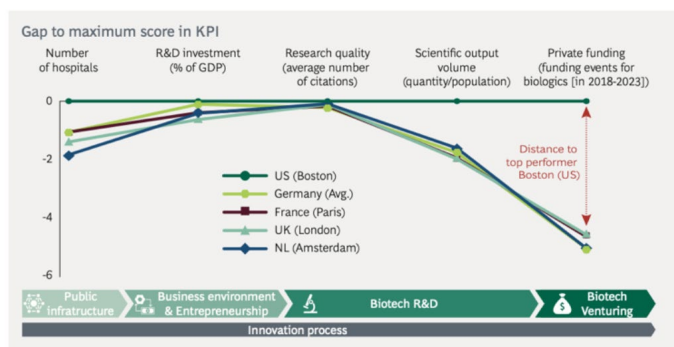 Gap to maximum score in KPI
Number
of hospitals
R&D investment
(% of GDP)
Research quality
(average number
of citations)
Scientific output
volume
(quantity/population)
Private funding
(funding events for
biologics [in 2018-2023])
0
-2
-4
-6
US (Boston)
Germany (Avg.)
France (Paris)
UK (London)
NL (Amsterdam)
Distance to
top performer
Boston (US)
Public
infratructure
Business environment
& Entrepreneurship
Biotech R&D
$
Biotech
Venturing
Innovation process